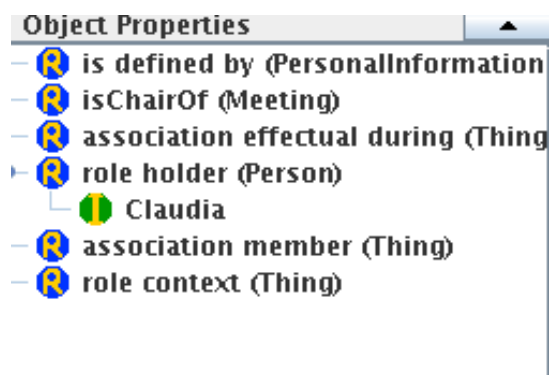 Object Properties
is defined by (PersonalInformation
isChairOf (Meeting)
association effectual during (Thing
role holder (Person)
Claudia
association member (Thing)
role context (Thing)